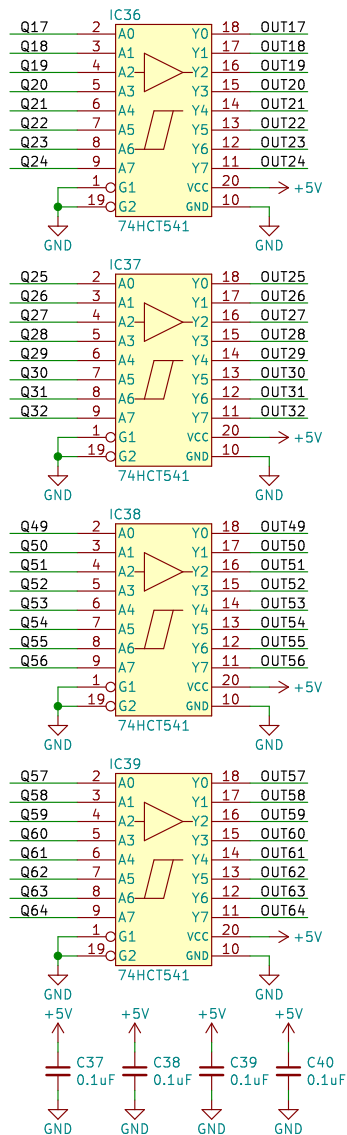 IC36
Q17 2 A0 Y0 18 OUT17
Q18 3 A1 Y1 17 OUT18
Q19 4 A2 Y2 16 OUT19
Q20 5 A3 Y3 15 OUT20
Q21 6 A4 Y4 14 OUT21
Q22 7 A5 Y5 13 OUT22
Q23 8 A6 Y6 12 OUT23
Q24 9 A7 Y7 11 OUT24
1 G1 VCC 20 +5V
19 G2 GND 10
74HCT541
GND GND
IC37
Q25 2 A0 Y0 18 OUT25
Q26 3 A1 Y1 17 OUT26
Q27 4 A2 Y2 16 OUT27
Q28 5 A3 Y3 15 OUT28
Q29 6 A4 Y4 14 OUT29
Q30 7 A5 Y5 13 OUT30
Q31 8 A6 Y6 12 OUT31
Q32 9 A7 Y7 11 OUT32
1 G1 VCC 20 +5V
19 G2 GND 10
74HCT541
GND GND
IC38
Q49 2 A0 Y0 18 OUT49
Q50 3 A1 Y1 17 OUT50
Q51 4 A2 Y2 16 OUT51
Q52 5 A3 Y3 15 OUT52
Q53 6 A4 Y4 14 OUT53
Q54 7 A5 Y5 13 OUT54
Q55 8 A6 Y6 12 OUT55
Q56 9 A7 Y7 11 OUT56
1 G1 VCC 20 +5V
19 G2 GND 10
74HCT541
GND GND
IC39
Q57 2 A0 Y0 18 OUT57
Q58 3 A1 Y1 17 OUT58
Q59 4 A2 Y2 16 OUT59
Q60 5 A3 Y3 15 OUT60
Q61 6 A4 Y4 14 OUT61
Q62 7 A5 Y5 13 OUT62
Q63 8 A6 Y6 12 OUT63
Q64 9 A7 Y7 11 OUT64
1 G1 VCC 20 +5V
19 G2 GND 10
74HCT541
GND GND
+5V +5V +5V +5V
C37 C38 C39 C40
0.1uF 0.1uF 0.1uF 0.1uF
GND GND GND GND